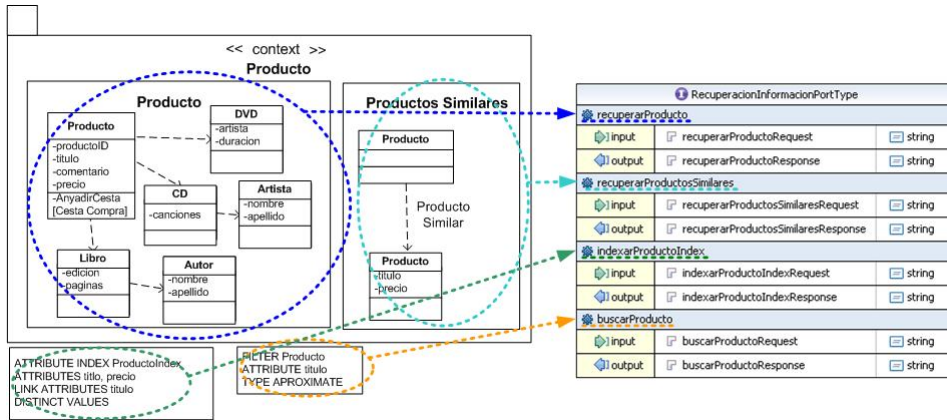 << context >>
Producto
Producto
Producto
-productoID
-titulo
-comentario
-precio
-AnyadirCesta
[Cesta Compra]
DVD
-artista
-duracion
CD
-canciones
Artista
-nombre
-apellido
Libro
-edicion
-paginas
Autor
-nombre
-apellido
Productos Similares
Producto
Producto
Similar
Producto
-titulo
-precio
ATTRIBUTE INDEX ProductoIndex
ATTRIBUTES titlo, precio
LINK ATTRIBUTES titulo
DISTINCT VALUES
FILTER Producto
ATTRIBUTE titulo
TYPE APROXIMATE
RecuperacionInformacionPortType
recuperarProducto
input recuperarProductoRequest string
output recuperarProductoResponse string
recuperarProductosSimilares
input recuperarProductosSimilaresRequest string
output recuperarProductosSimilaresResponse string
indexarProductoIndex
input indexarProductoIndexRequest string
output indexarProductoIndexResponse string
buscarProducto
input buscarProductoRequest string
output buscarProductoResponse string